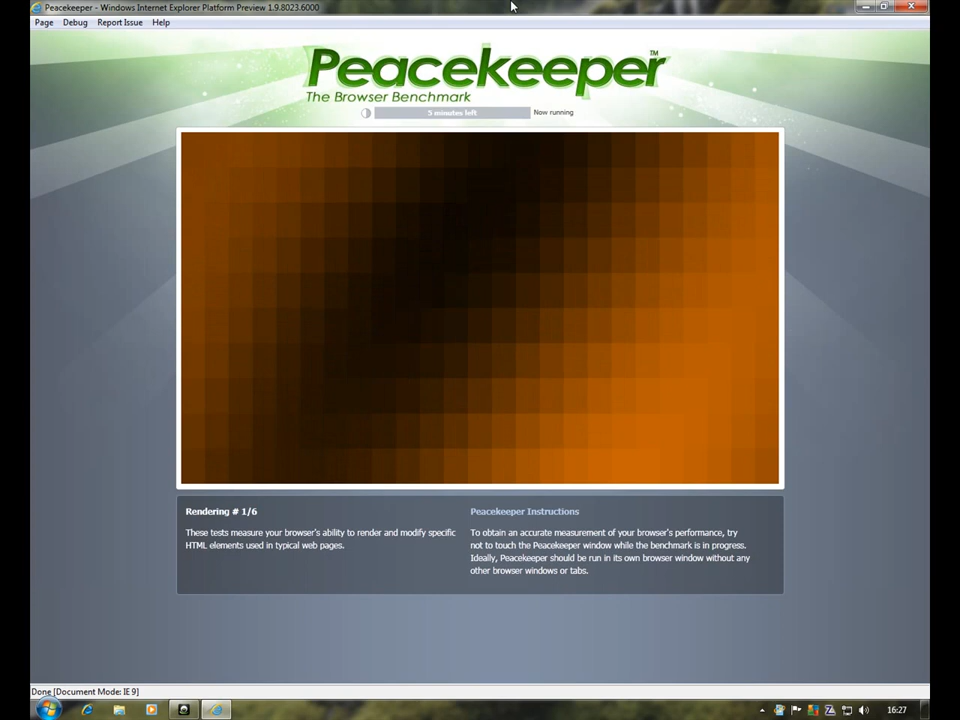 Peacekeeper - Windows Internet Explorer Platform Preview 1.9.8023.6000
Page Debug Report Issue Help
Peacekeeper™
The Browser Benchmark
5 minutes left Now running
Rendering # 1/6
These tests measure your browser's ability to render and modify specific
HTML elements used in typical web pages.
Peacekeeper Instructions
To obtain an accurate measurement of your browser's performance, try
not to touch the Peacekeeper window while the benchmark is in progress.
Ideally, Peacekeeper should be run in its own browser window without any
other browser windows or tabs.
Done [Document Mode: IE 9]
16:27